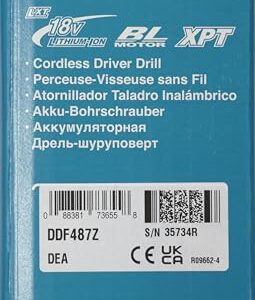 LXT
18V
LITHIUM-ION
BL
MOTOR
XPT
· Cordless Driver Drill
· Perceuse-Visseuse sans Fil
· Atornillador Taladro Inalámbrico
· Akku-Bohrschrauber
· Аккумуляторная
Дрель-шуруповерт
0 88381 73655 8
S/N 35734R
DDF487Z
DEA
CE UK CA
R09662-4